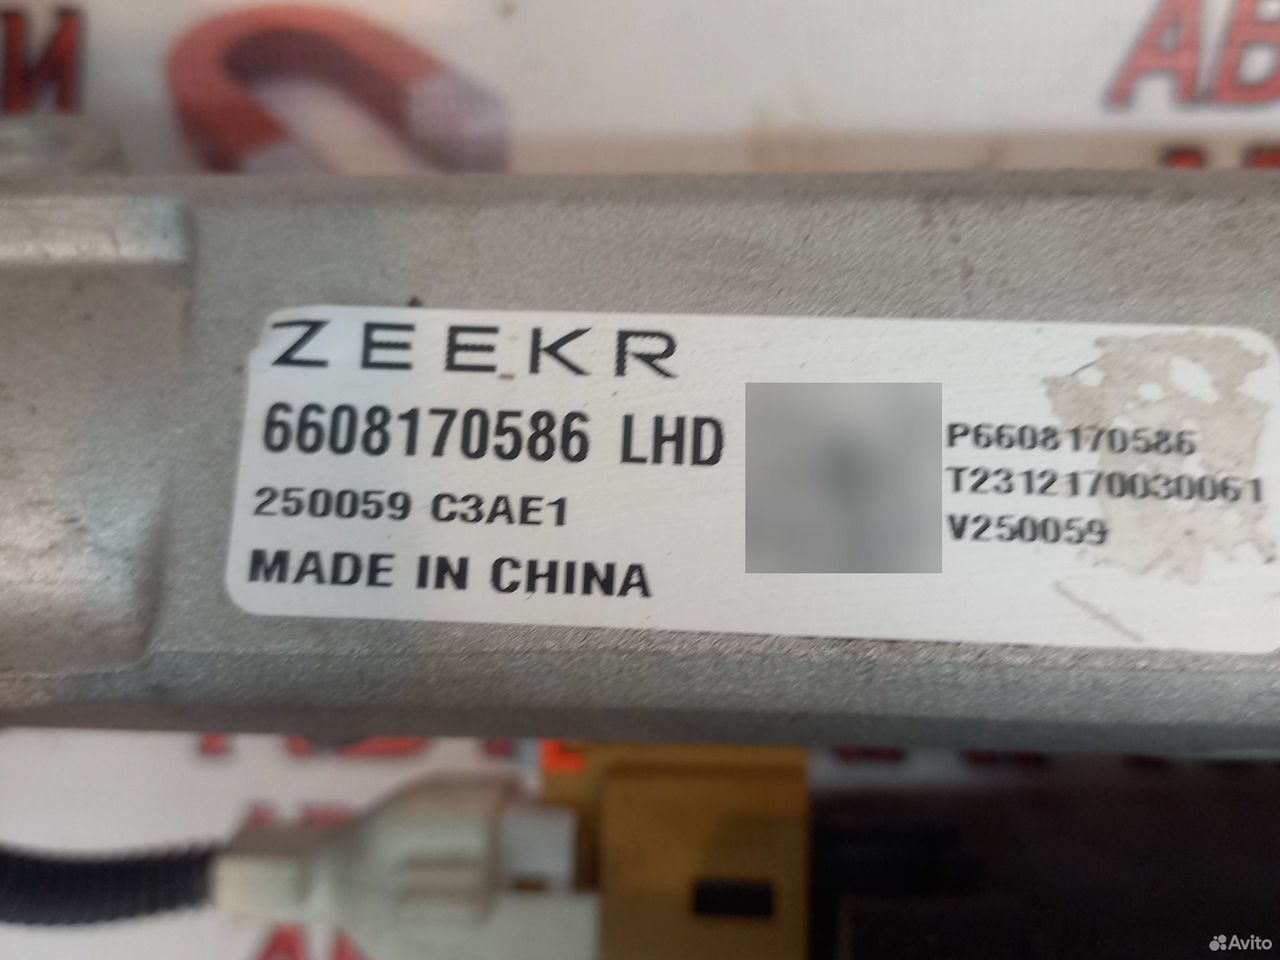 ZEEKR
6608170586 LHD
250059 C3AE1
MADE IN CHINA
P6608170586
T2312170030061
V250059
Avito